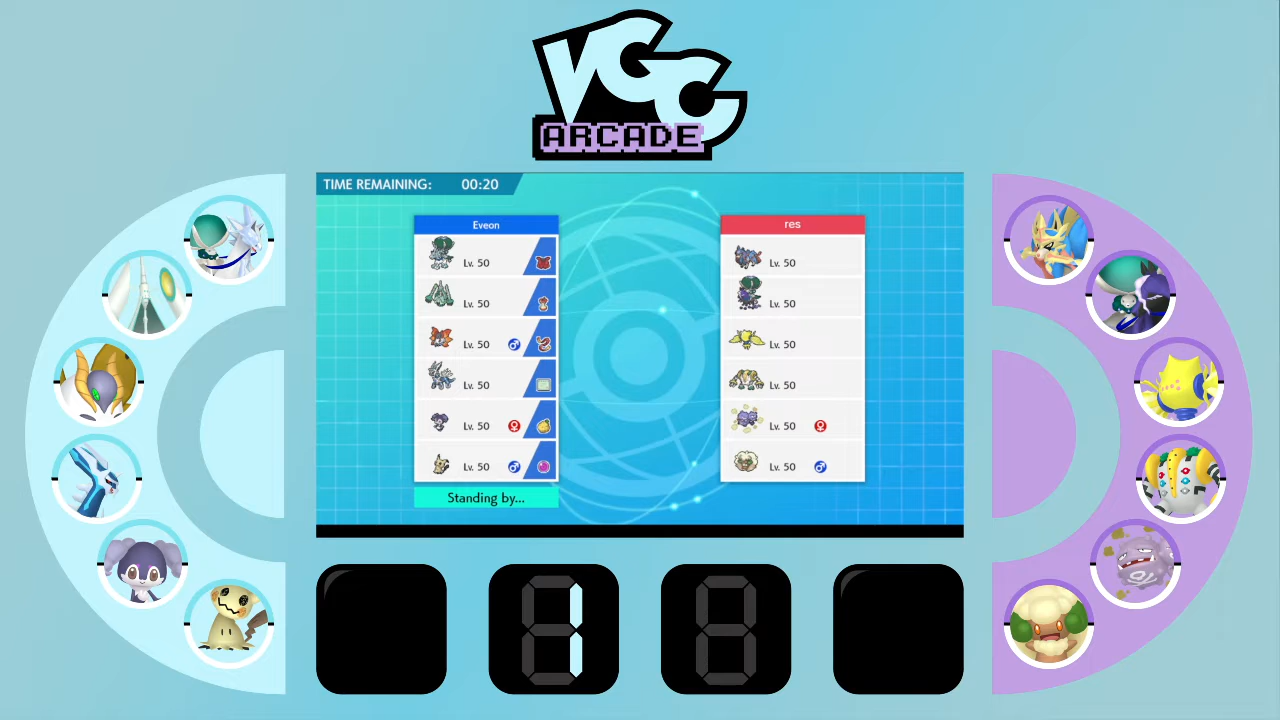 VGC
ARCADE
TIME REMAINING: 00:20
Eveon
Lv. 50
Lv. 50
Lv. 50 ♂
Lv. 50
Lv. 50 ♀
Lv. 50 ♂
Standing by...
res
Lv. 50
Lv. 50
Lv. 50
Lv. 50
Lv. 50 ♀
Lv. 50 ♂
1